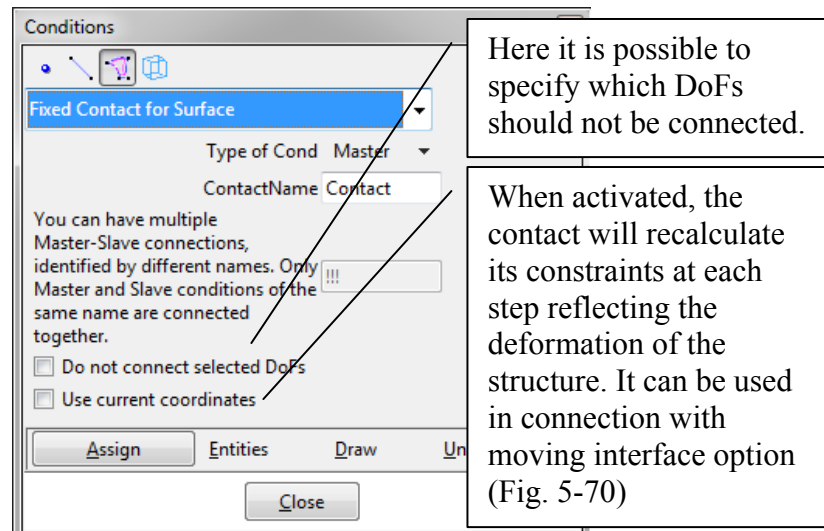 Conditions
Fixed Contact for Surface
Type of Cond Master
ContactName Contact
You can have multiple
Master-Slave connections,
identified by different names. Only
Master and Slave conditions of the
same name are connected
together.
!!!
Do not connect selected DoFs
Use current coordinates
Assign Entities Draw Un
Close
Here it is possible to
specify which DoFs
should not be connected.
When activated, the
contact will recalculate
its constraints at each
step reflecting the
deformation of the
structure. It can be used
in connection with
moving interface option
(Fig. 5-70)